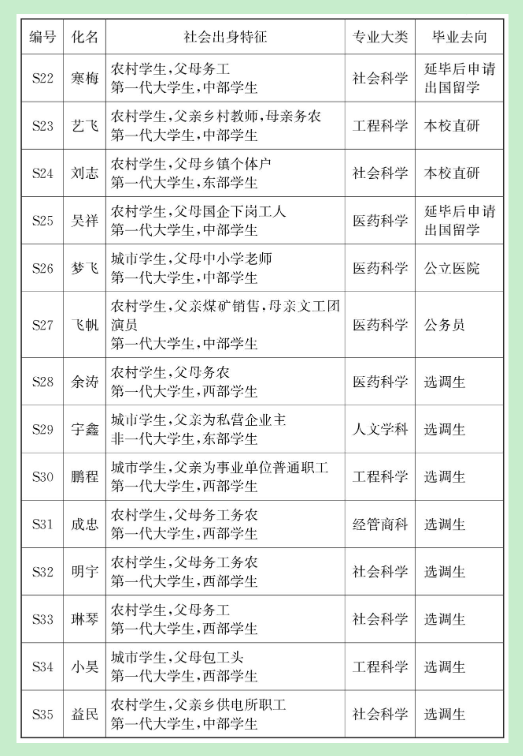 编号 化名 社会出身特征 专业大类 毕业去向
S22 寒梅 农村学生,父母务工 社会科学 延毕后申请
第一代大学生,中部学生 出国留学
S23 艺飞 农村学生,父亲乡村教师,母亲务农 工程科学 本校直研
第一代大学生,中部学生
S24 刘志 农村学生,父母乡镇个体户 社会科学 本校直研
第一代大学生,东部学生
S25 吴祥 农村学生,父母国企下岗工人 医药科学 延毕后申请
第一代大学生,中部学生 出国留学
S26 梦飞 城市学生,父母中小学老师 医药科学 公立医院
第一代大学生,中部学生
S27 飞帆 农村学生,父亲煤矿销售,母亲文工团 医药科学 公务员
演员
第一代大学生,中部学生
S28 余涛 农村学生,父母务农 医药科学 选调生
第一代大学生,西部学生
S29 宇鑫 城市学生,父亲为私营企业主 人文学科 选调生
非一代大学生,东部学生
S30 鹏程 城市学生,父亲为事业单位普通职工 工程科学 选调生
第一代大学生,西部学生
S31 成忠 农村学生,父母务工务农 经管商科 选调生
第一代大学生,西部学生
S32 明宇 农村学生,父母务工务农 社会科学 选调生
第一代大学生,西部学生
S33 琳琴 农村学生,父母务工 社会科学 选调生
第一代大学生,西部学生
S34 小昊 城市学生,父母包工头 工程科学 选调生
第一代大学生,西部学生
S35 益民 农村学生,父亲乡供电所职工 社会科学 选调生
第一代大学生,中部学生